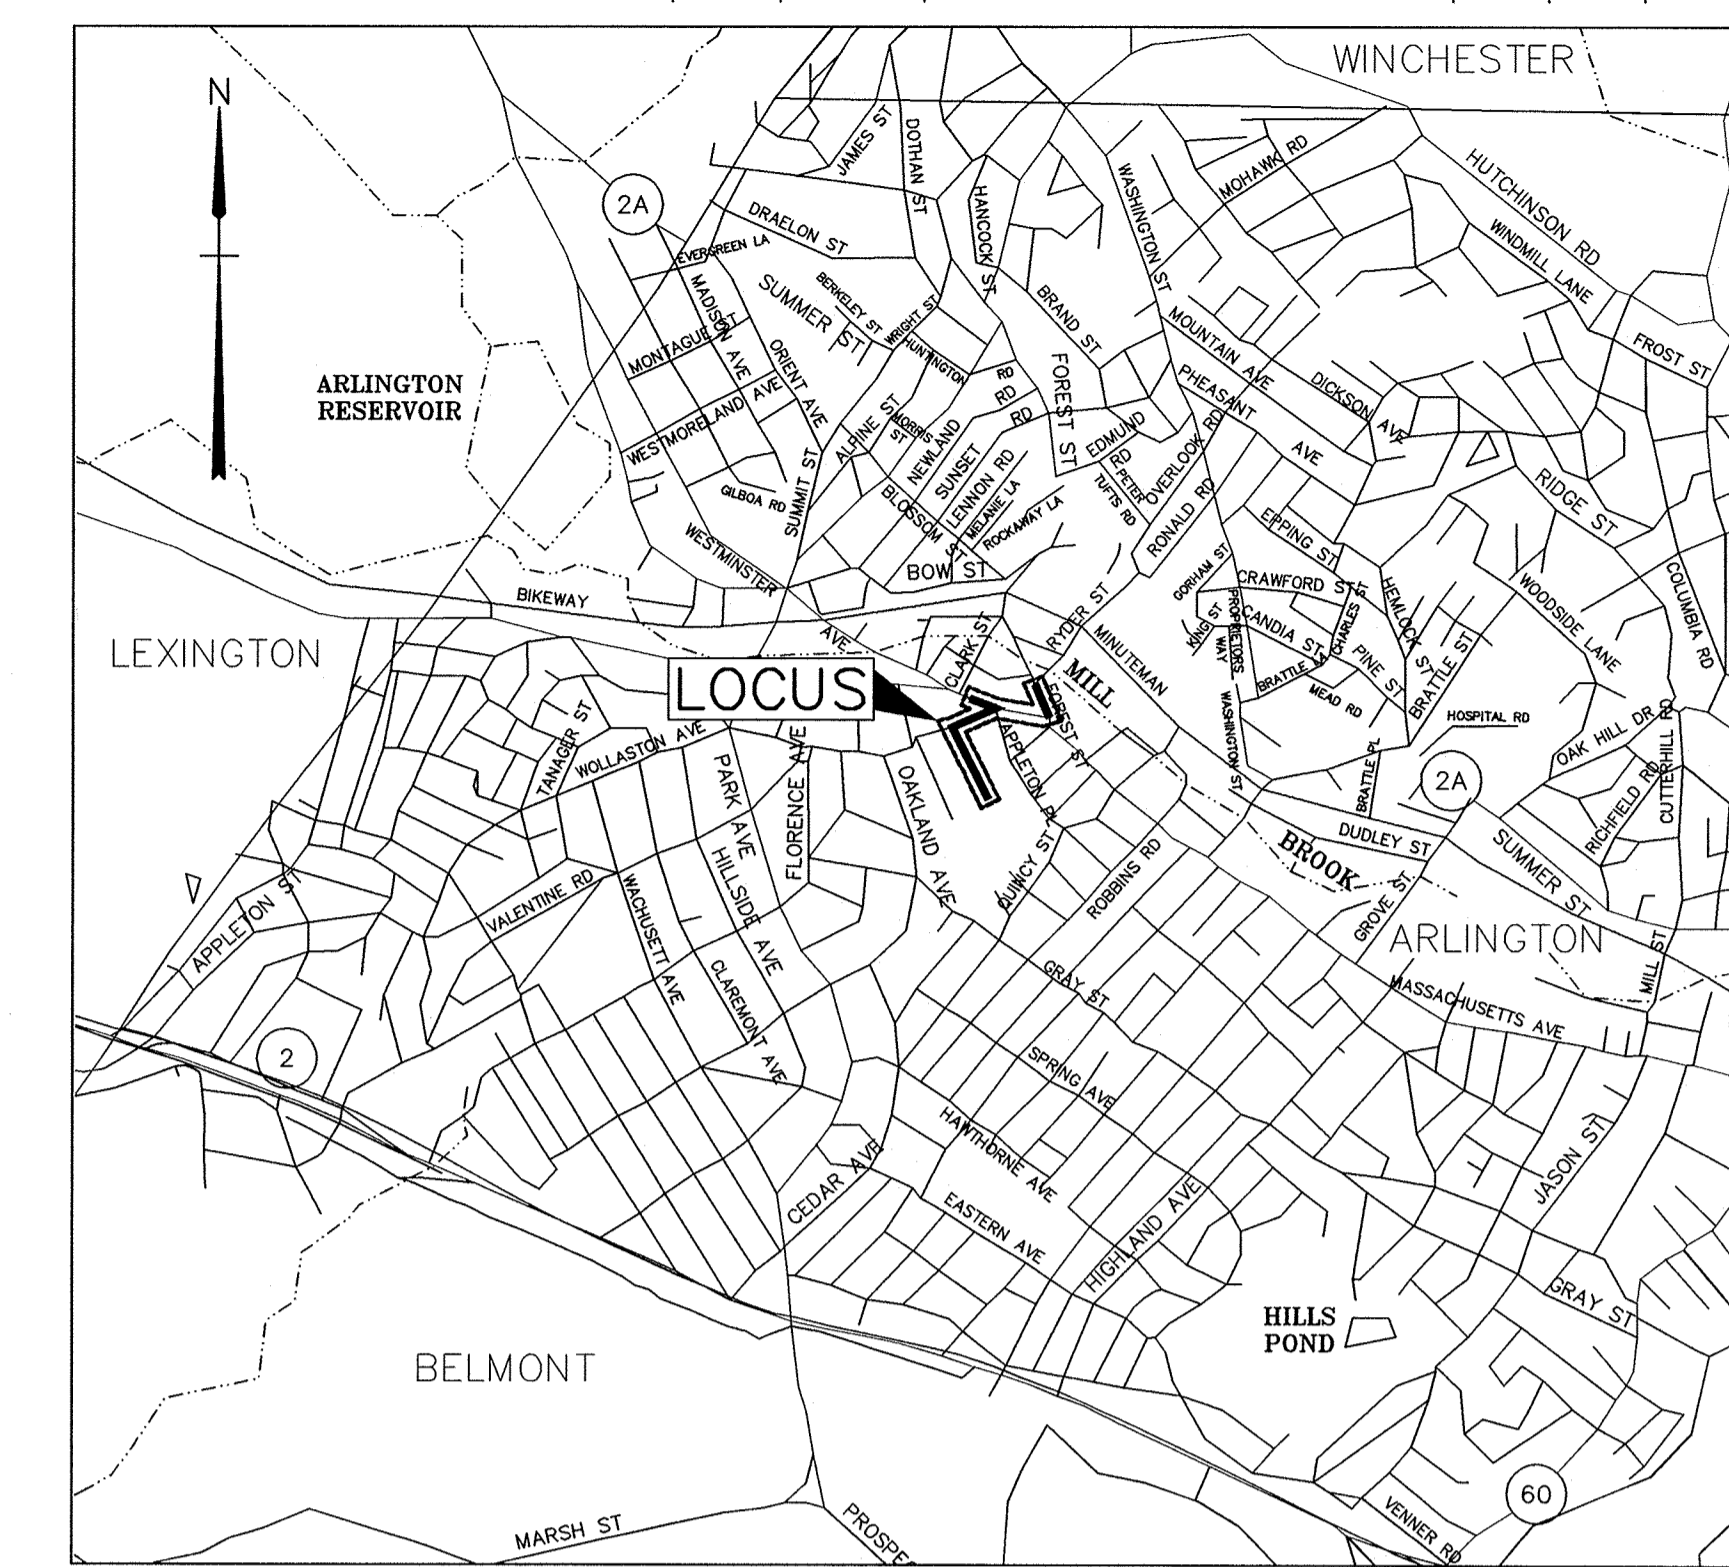 WINCHESTER
N
2A
JAMES ST
DOTHAN ST
HANCOCK ST
WASHINGTON ST
MOHAWK RD
HUTCHINSON RD
WINDMILL LANE
FROST ST
DRAELON ST
EVERGREEN LA
MADISON AVE
MONTAGUE ST
WESTMORELAND AVE
ORIENT AVE
SUMMER ST
BERKELEY ST
WRIGHT ST
HUNTINGTON RD
BRAND ST
FOREST ST
MOUNTAIN AVE
PHEASANT AVE
DICKSON AVE
ARLINGTON
RESERVOIR
ALPINE ST
MORRIS ST
NEWLAND RD
SUNSET RD
LENNON RD
MELANIE LA
ROCKAWAY LA
BLOSSOM ST
BOW ST
EDMUND RD
PETER TUFTS RD
OVERLOOK RD
RONALD RD
RIDGE ST
GILBOA RD
SUMMIT ST
WESTMINSTER AVE
BIKEWAY
EPPING ST
GORHAM ST
CRAWFORD ST
KING ST
PROPRIETORS WAY
CANDIA ST
CHARLES ST
HEMLOCK ST
PINE ST
BRATTLE LA
MEAD RD
BRATTLE ST
WOODSIDE LANE
COLUMBIA RD
HOSPITAL RD
OAK HILL DR
CUTTERHILL RD
RICHFIELD RD
LEXINGTON
LOCUS
CLARK ST
RYDER ST
MINUTEMAN
MILL
FOREST ST
APPLETON PL
WASHINGTON ST
BRATTLE PL
2A
TANAGER ST
WOLLASTON AVE
PARK AVE
FLORENCE AVE
OAKLAND AVE
QUINCY ST
ROBBINS RD
BROOK
DUDLEY ST
GROVE ST
SUMMER ST
ARLINGTON
MILL ST
MASSACHUSETTS AVE
APPLETON ST
VALENTINE RD
WACHUSETT AVE
HILLSIDE AVE
CLAREMONT AVE
GRAY ST
SPRING AVE
2
HAWTHORNE AVE
CEDAR AVE
EASTERN AVE
HIGHLAND AVE
JASON ST
GRAY ST
HILLS
POND
BELMONT
60
VENNER RD
MARSH ST